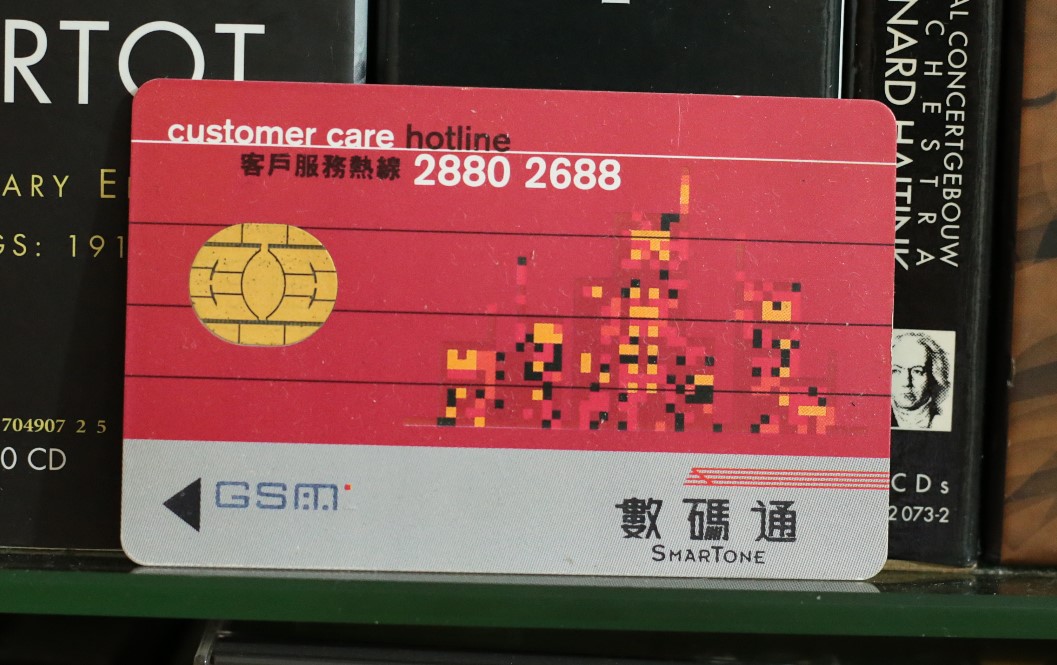 RTOT
ARY E
GS: 191
704907 2 5
0 CD
customer care hotline
客戶服務熱線 2880 2688
GSM
數碼通
SMARTONE
AL CONCERTGEBOUW
CHESTRA
NARD HAITINK
CDs
2 073-2